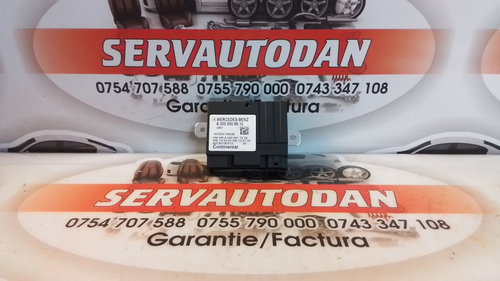 SERVAUTODAN
0754 707 588 0755 790 000 0743 347 108
Garantie/Factura
MERCEDES-BENZ
A 000 900 66 12
Continental
SERVAUTODAN
0754 707 588 0755 790 000 0743 347 108
Garantie/Factura